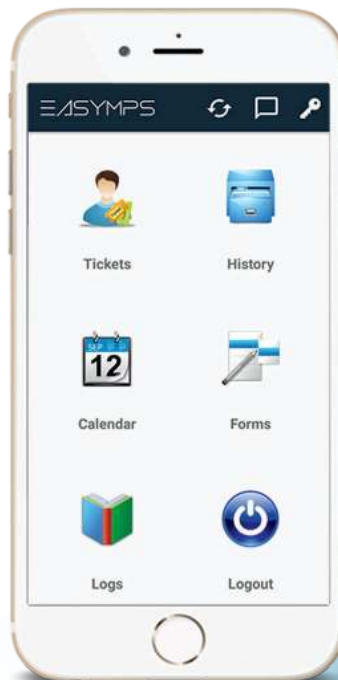 EASYMPS
Tickets
History
SEP
12
Calendar
Forms
Logs
Logout